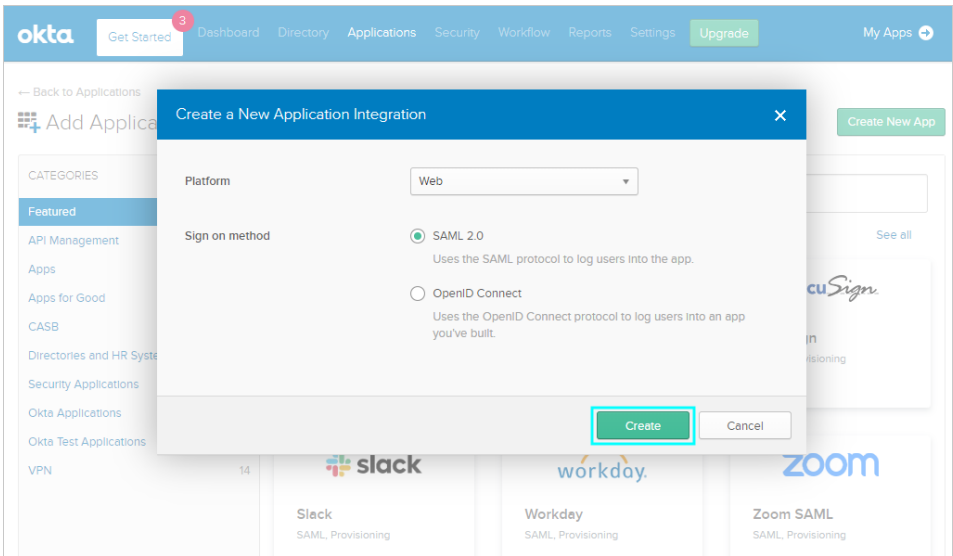 okta
Get Started
3
Dashboard
Directory
Applications
Security
Workflow
Reports
Settings
Upgrade
My Apps
← Back to Applications
Add Applica
Create New App
Create a New Application Integration
CATEGORIES
Featured
API Management
Apps
Apps for Good
CASB
Directories and HR Syste
Security Applications
Okta Applications
Okta Test Applications
VPN 14
Platform
Web
Sign on method
SAML 2.0
Uses the SAML protocol to log users into the app.
OpenID Connect
Uses the OpenID Connect protocol to log users into an app
you've built.
Create
Cancel
See all
cuSign
slack
workday.
zoom
Slack
SAML, Provisioning
Workday
SAML, Provisioning
Zoom SAML
SAML, Provisioning